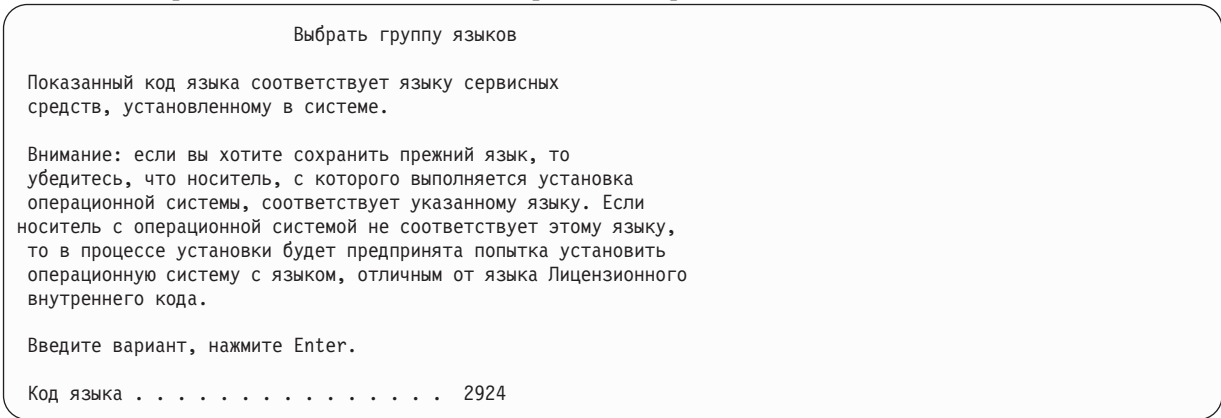 Выбрать группу языков
Показанный код языка соответствует языку сервисных
средств, установленному в системе.
Внимание: если вы хотите сохранить прежний язык, то
убедитесь, что носитель, с которого выполняется установка
операционной системы, соответствует указанному языку. Если
носитель с операционной системой не соответствует этому языку,
то в процессе установки будет предпринята попытка установить
операционную систему с языком, отличным от языка Лицензионного
внутреннего кода.
Введите вариант, нажмите Enter.
Код языка . . . . . . . . . . . . . . . 2924